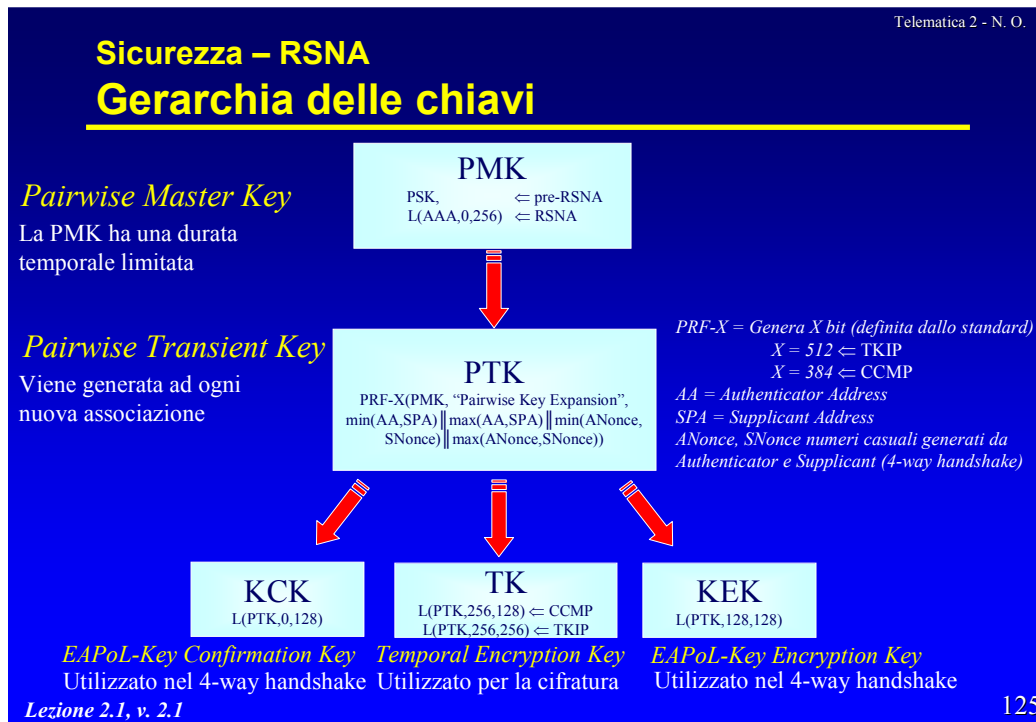 Telematica 2 - N. O.
Sicurezza – RSNA
Gerarchia delle chiavi
Pairwise Master Key
La PMK ha una durata
temporale limitata
PMK
PSK, ⇐ pre-RSNA
L(AAA,0,256) ⇐ RSNA
Pairwise Transient Key
Viene generata ad ogni
nuova associazione
PTK
PRF-X(PMK, “Pairwise Key Expansion”,
min(AA,SPA)║max(AA,SPA)║min(ANonce,
SNonce)║max(ANonce,SNonce))
PRF-X = Genera X bit (definita dallo standard)
X = 512 ⇐ TKIP
X = 384 ⇐ CCMP
AA = Authenticator Address
SPA = Supplicant Address
ANonce, SNonce numeri casuali generati da
Authenticator e Supplicant (4-way handshake)
KCK
L(PTK,0,128)
EAPoL-Key Confirmation Key
Utilizzato nel 4-way handshake
TK
L(PTK,256,128) ⇐ CCMP
L(PTK,256,256) ⇐ TKIP
Temporal Encryption Key
Utilizzato per la cifratura
KEK
L(PTK,128,128)
EAPoL-Key Encryption Key
Utilizzato nel 4-way handshake
Lezione 2.1, v. 2.1
125